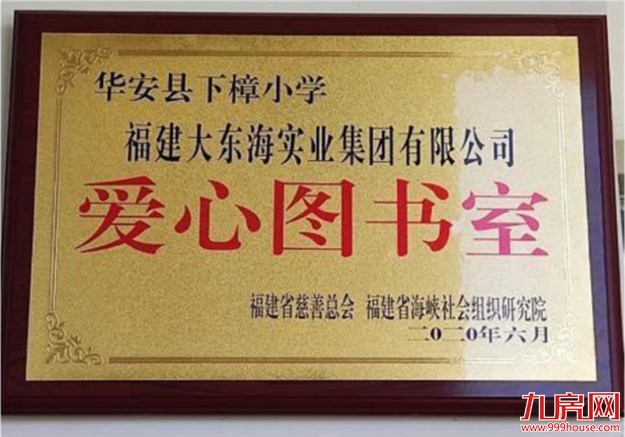 华安县下樟小学
福建大东海实业集团有限公司
爱心图书室
福建省慈善总会 福建省海峡社会组织研究院
二〇二〇年六月
九房网
www.999house.com